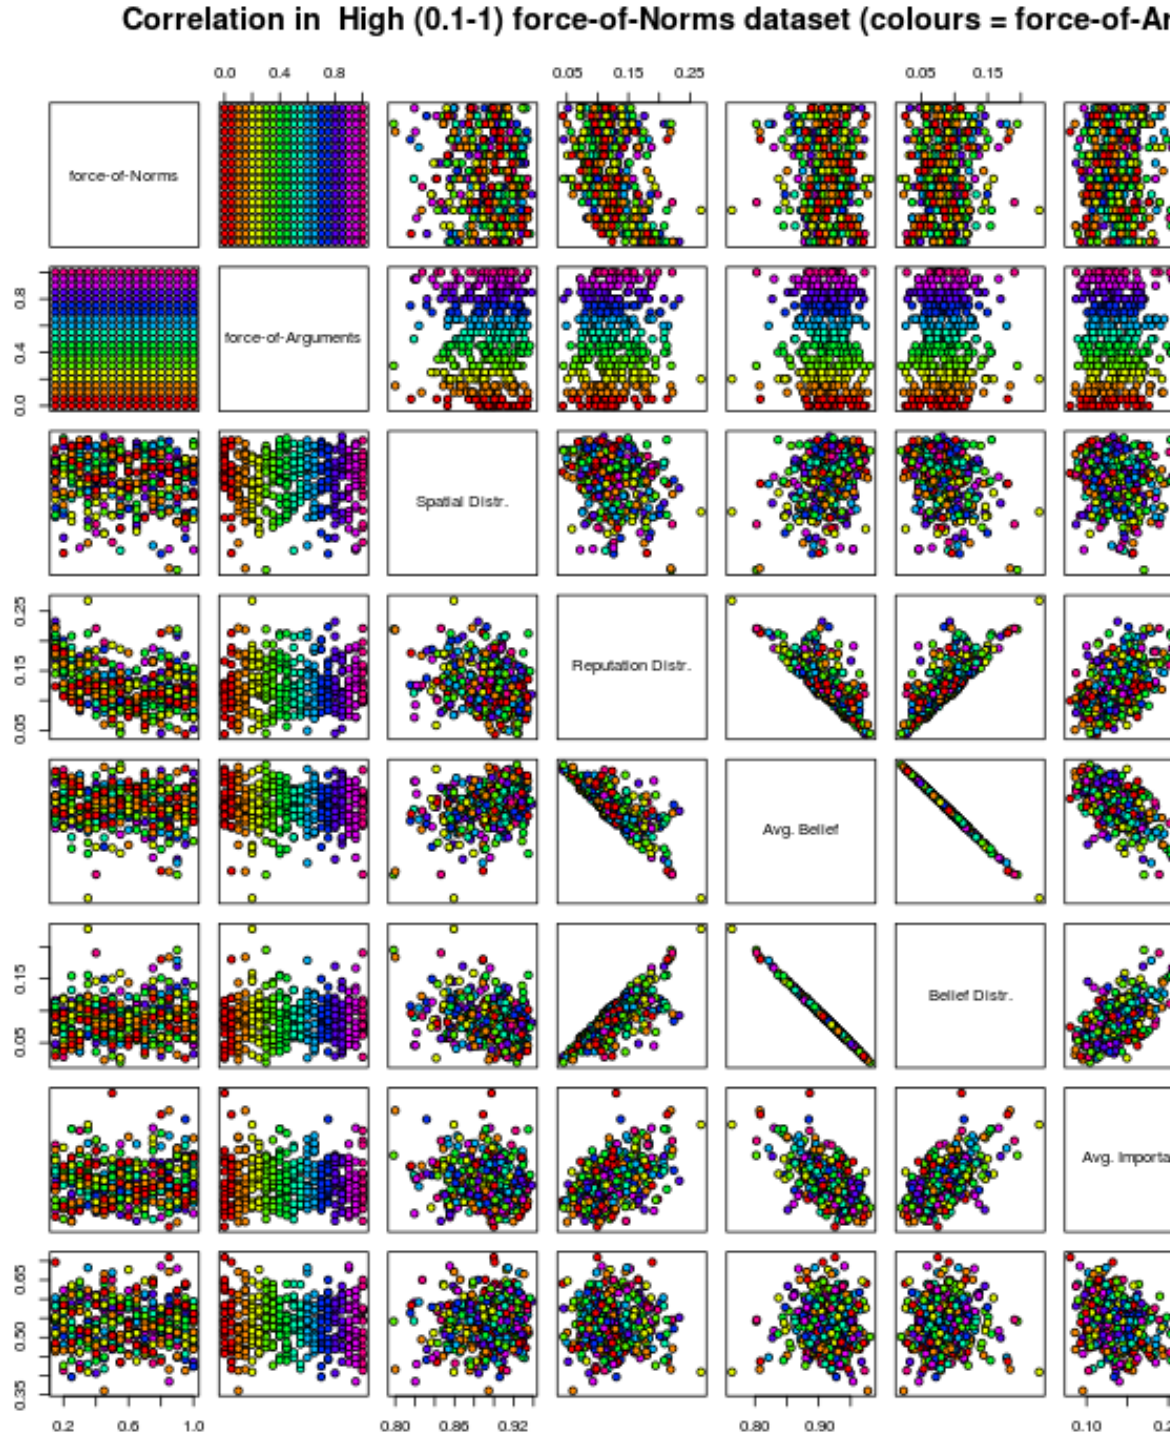 Correlation in High (0.1-1) force-of-Norms dataset (colours = force-of-Ar
0.0 0.4 0.8 0.05 0.15 0.25 0.05 0.15
force-of-Norms
0.0 0.4 0.8
force-of-Arguments
Spatial Distr.
0.05 0.15 0.25
Reputation Distr.
Avg. Belief
0.05 0.15
Belief Distr.
Avg. Importa
0.35 0.50 0.65
0.2 0.6 1.0 0.80 0.86 0.92 0.80 0.90 0.10